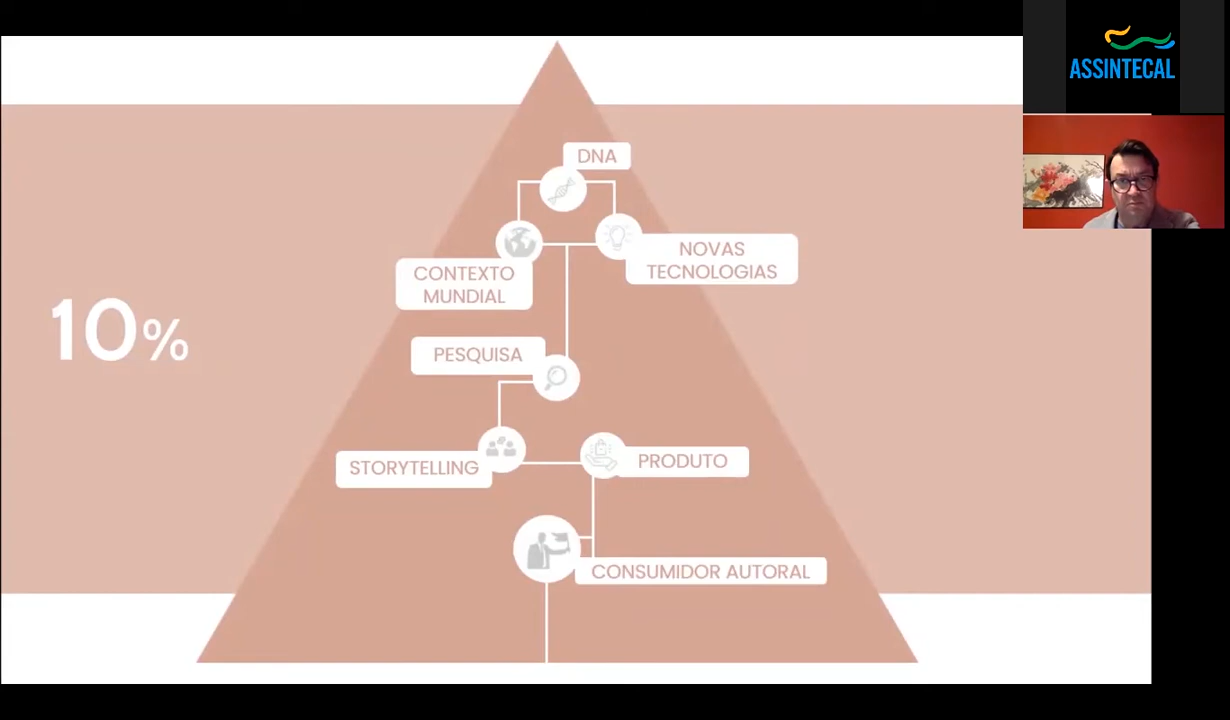 ASSINTECAL
DNA
NOVAS
TECNOLOGIAS
CONTEXTO
MUNDIAL
10%
PESQUISA
STORYTELLING
PRODUTO
CONSUMIDOR AUTORAL